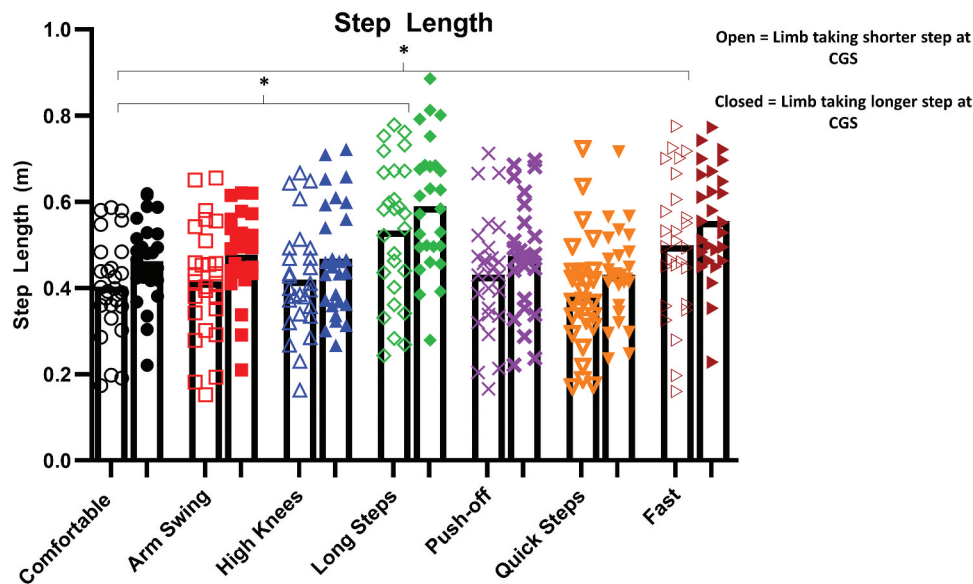 Step Length
Open = Limb taking shorter step at
CGS
Closed = Limb taking longer step at
CGS
*
*
Step Length (m)
1.0
0.8
0.6
0.4
0.2
0.0
Comfortable
Arm Swing
High Knees
Long Steps
Push-off
Quick Steps
Fast